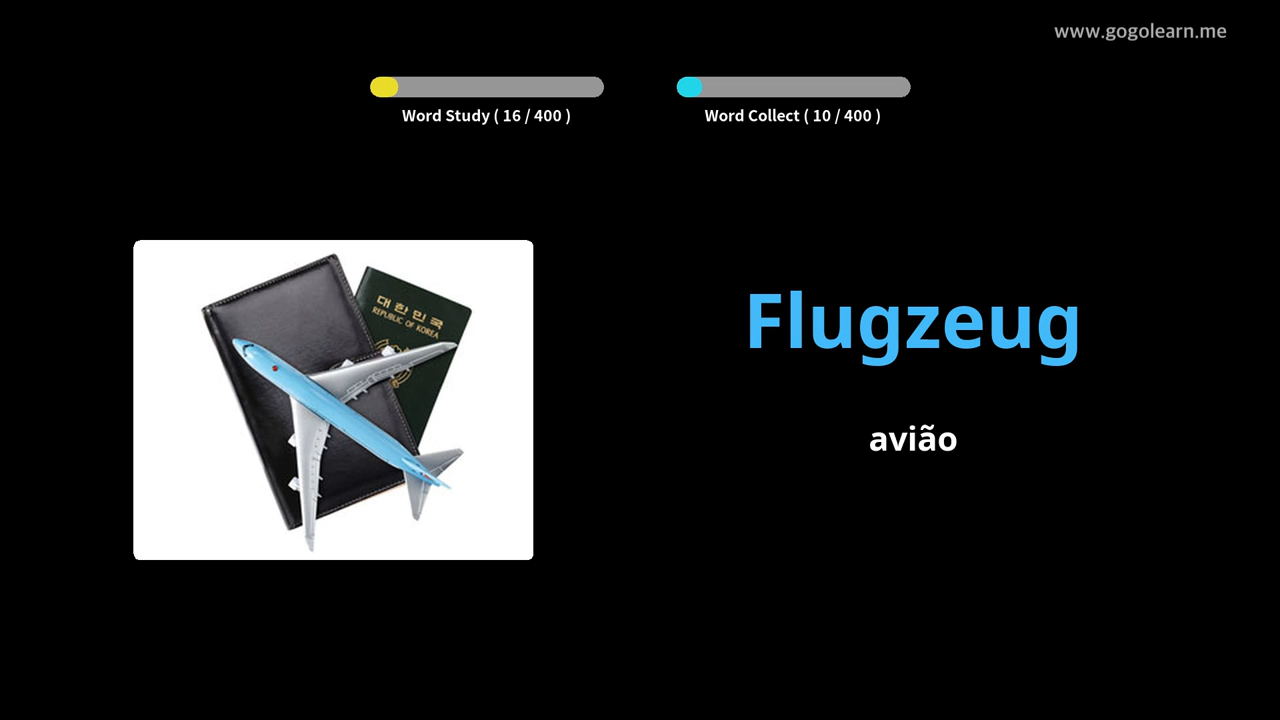 www.gogolearn.me
Word Study ( 16 / 400 )
Word Collect ( 10 / 400 )
대한민국
REPUBLIC OF KOREA
Flugzeug
avião